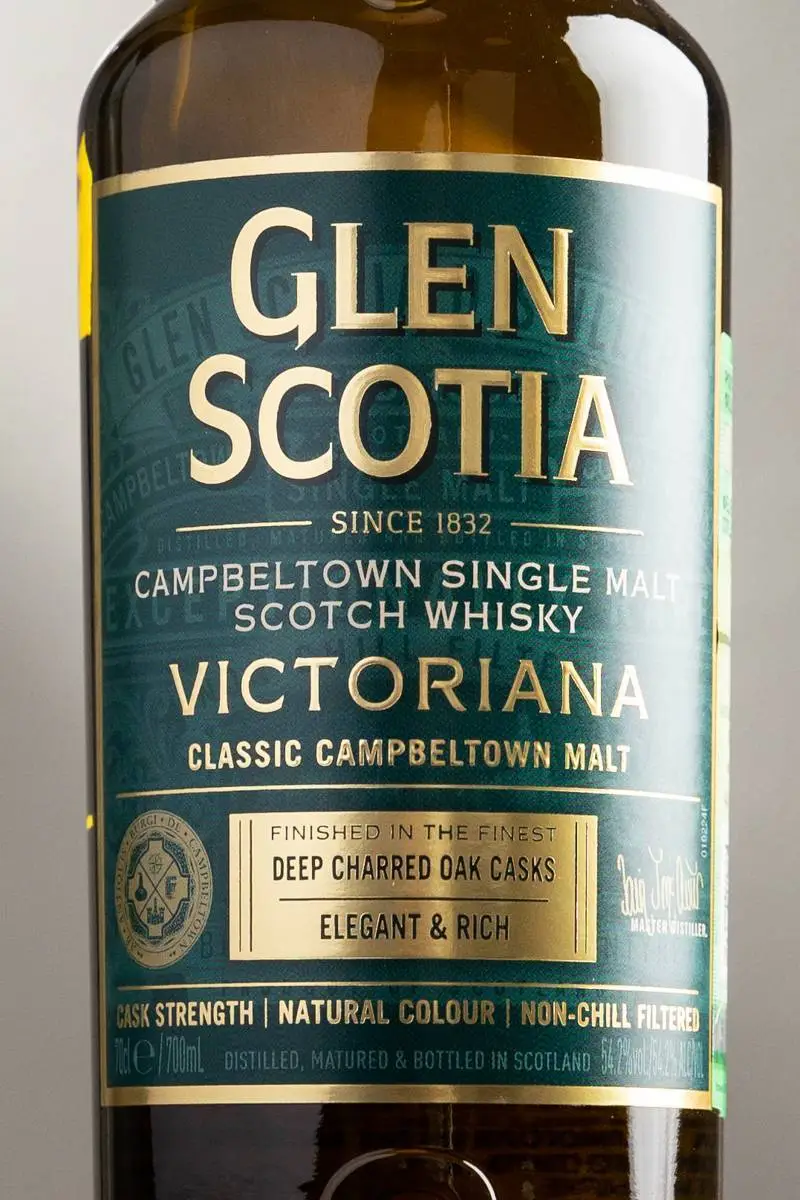 GLEN
SCOTIA
SINCE 1832
CAMPBELTOWN SINGLE MALT
SCOTCH WHISKY
VICTORIANA
CLASSIC CAMPBELTOWN MALT
FINISHED IN THE FINEST
DEEP CHARRED OAK CASKS
ELEGANT & RICH
MASTER DISTILLER.
CASK STRENGTH | NATURAL COLOUR | NON-CHILL FILTERED
70cl e / 700mL DISTILLED, MATURED & BOTTLED IN SCOTLAND 54.2%vol/54.2%ALC/VOL